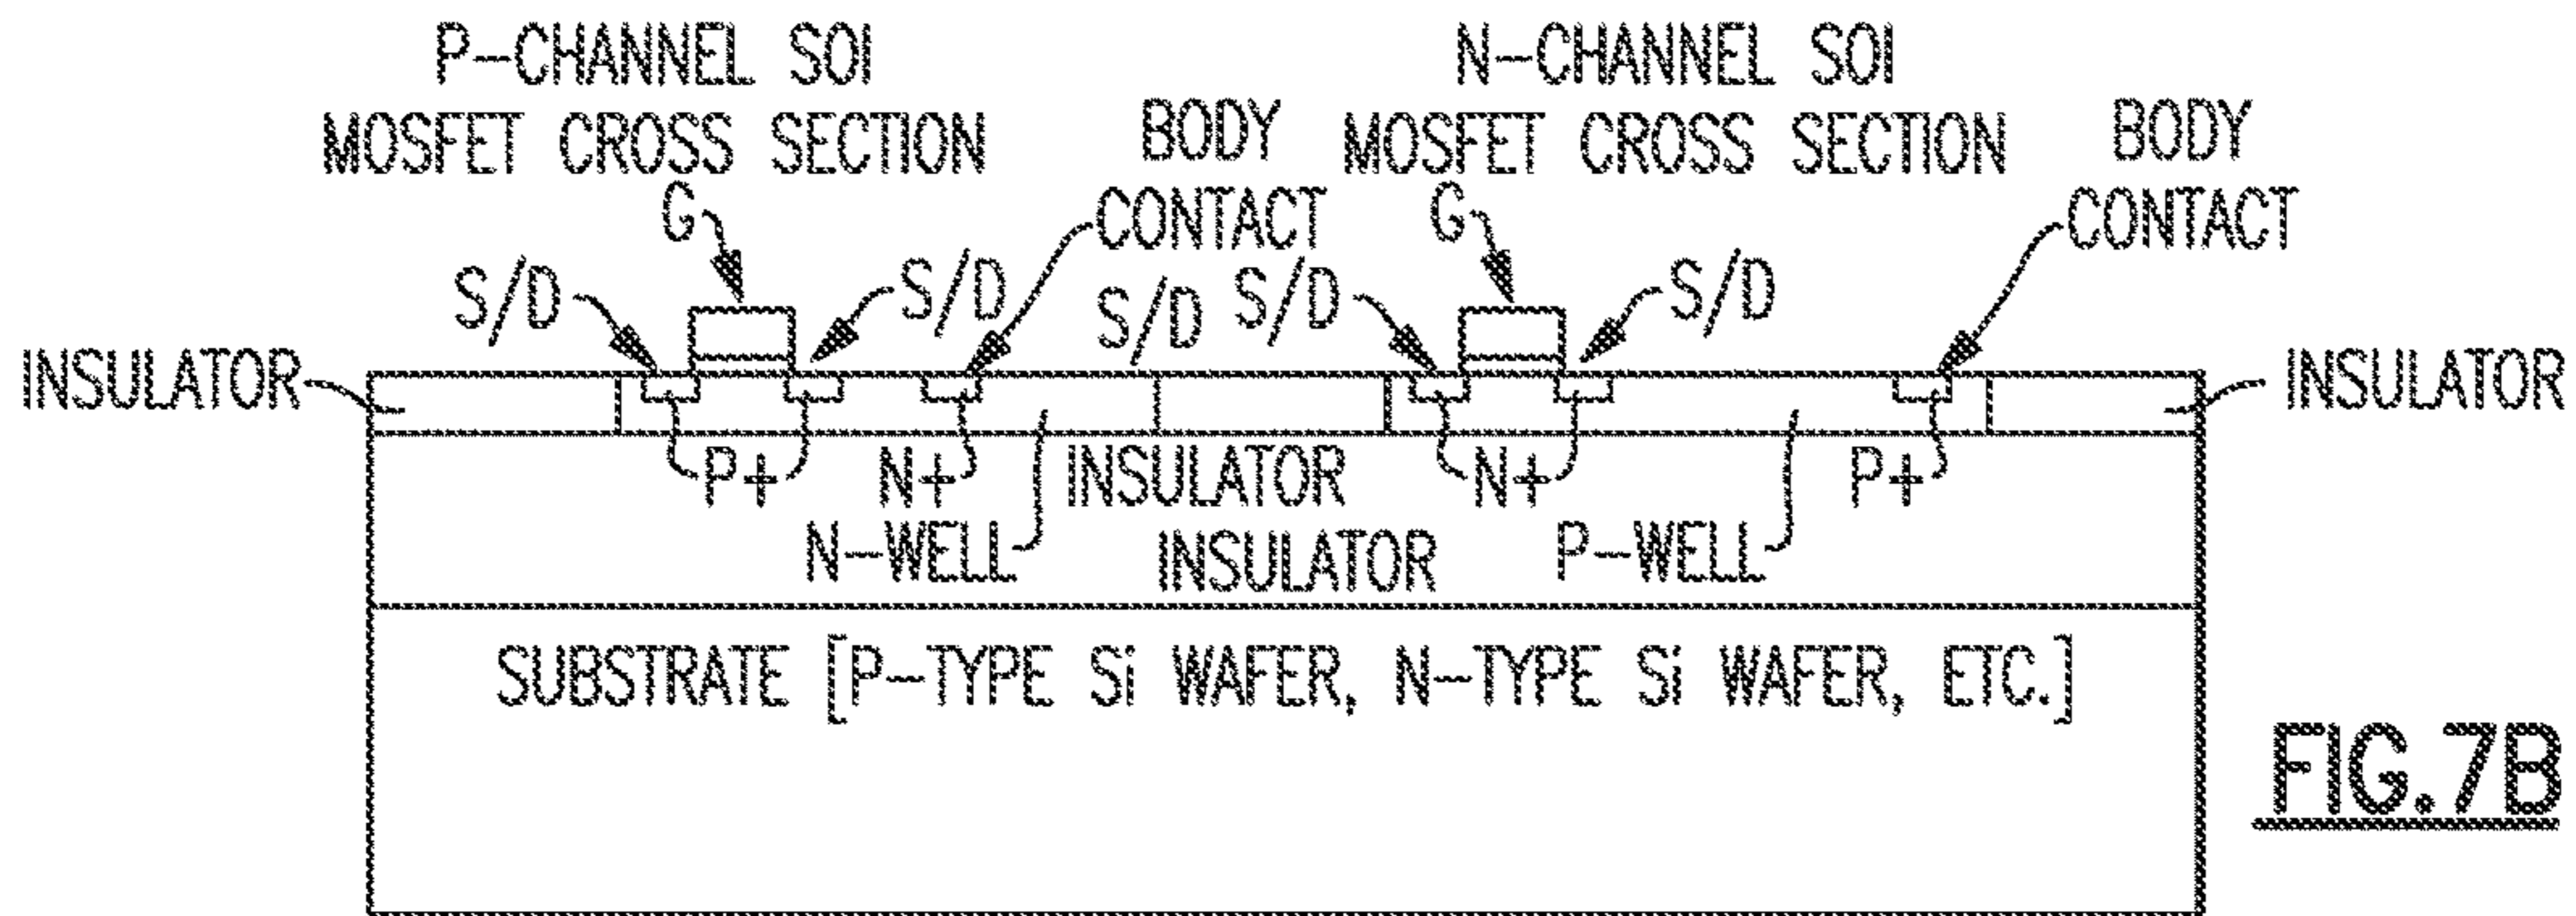 P-CHANNEL SOI
MOSFET CROSS SECTION
N-CHANNEL SOI
MOSFET CROSS SECTION
BODY
CONTACT
BODY
CONTACT
G
G
S/D
S/D
S/D
S/D
S/D
INSULATOR
INSULATOR
P+
N+
INSULATOR
N+
P+
N-WELL
INSULATOR
P-WELL
SUBSTRATE [P-TYPE Si WAFER, N-TYPE Si WAFER, ETC.]
FIG.7B